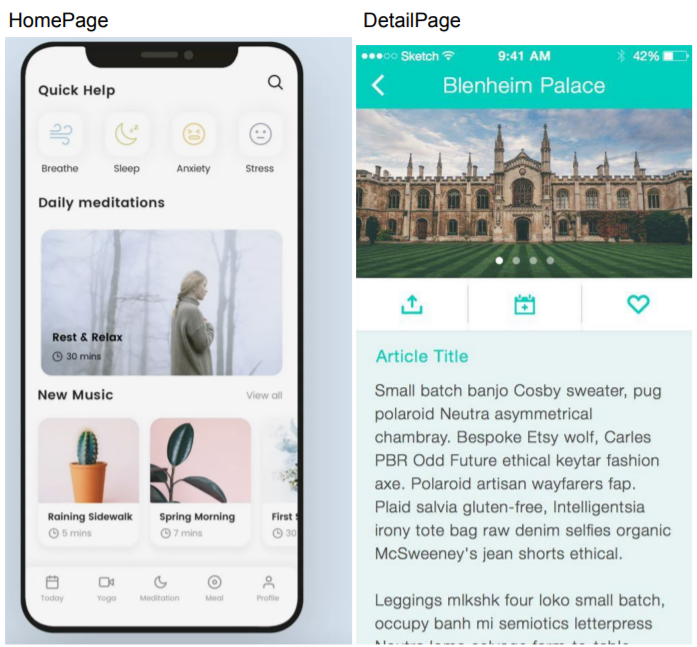 HomePage
Quick Help
Breathe
Sleep
Anxiety
Stress
Daily meditations
Rest & Relax
30 mins
New Music
View all
Raining Sidewalk
5 mins
Spring Morning
7 mins
First S
30
Today
Yoga
Meditation
Meal
Profile
DetailPage
Sketch
9:41 AM
42%
Blenheim Palace
Article Title
Small batch banjo Cosby sweater, pug
polaroid Neutra asymmetrical
chambray. Bespoke Etsy wolf, Carles
PBR Odd Future ethical keytar fashion
axe. Polaroid artisan wayfarers fap.
Plaid salvia gluten-free, Intelligentsia
irony tote bag raw denim selfies organic
McSweeney's jean shorts ethical.
Leggings mlkshk four loko small batch,
occupy banh mi semiotics letterpress